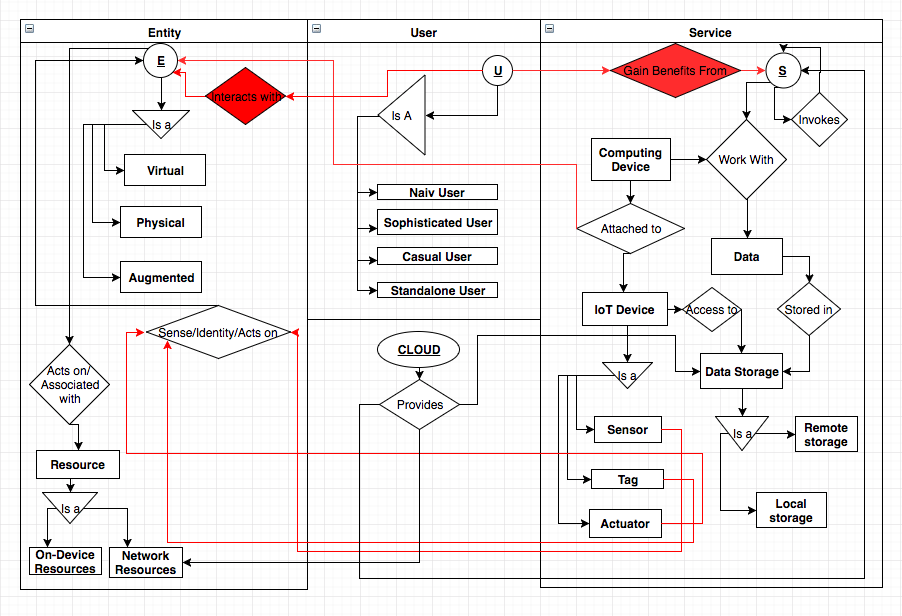 Entity
User
Service
E
U
S
Interacts with
Gain Benefits From
Is a
Is A
Invokes
Computing
Device
Work With
Virtual
Physical
Augmented
Naiv User
Sophisticated User
Casual User
Standalone User
Attached to
Data
IoT Device
Access to
Stored in
Sense/Identity/Acts on
CLOUD
Provides
Acts on/
Associated
with
Data Storage
Is a
Sensor
Tag
Actuator
Is a
Remote
storage
Local
storage
Resource
Is a
On-Device
Resources
Network
Resources